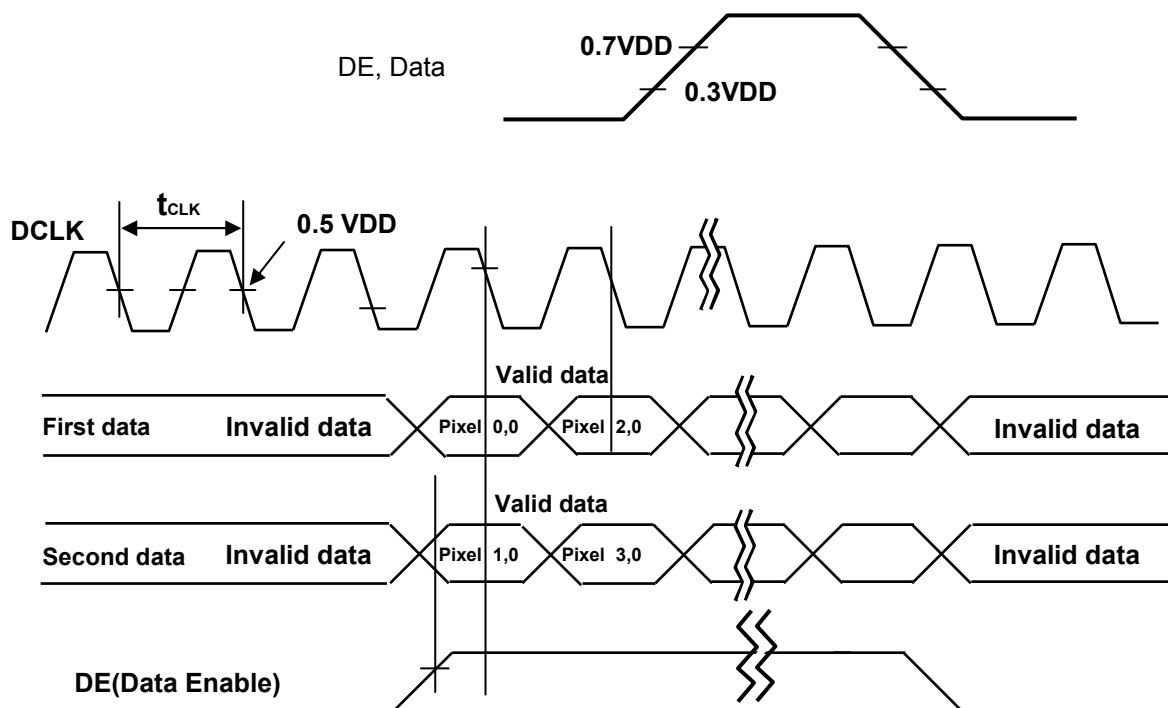 0.7VDD
DE, Data
0.3VDD
tCLK
0.5 VDD
DCLK
Valid data
First data Invalid data Pixel 0,0 Pixel 2,0 Invalid data
Valid data
Second data Invalid data Pixel 1,0 Pixel 3,0 Invalid data
DE(Data Enable)